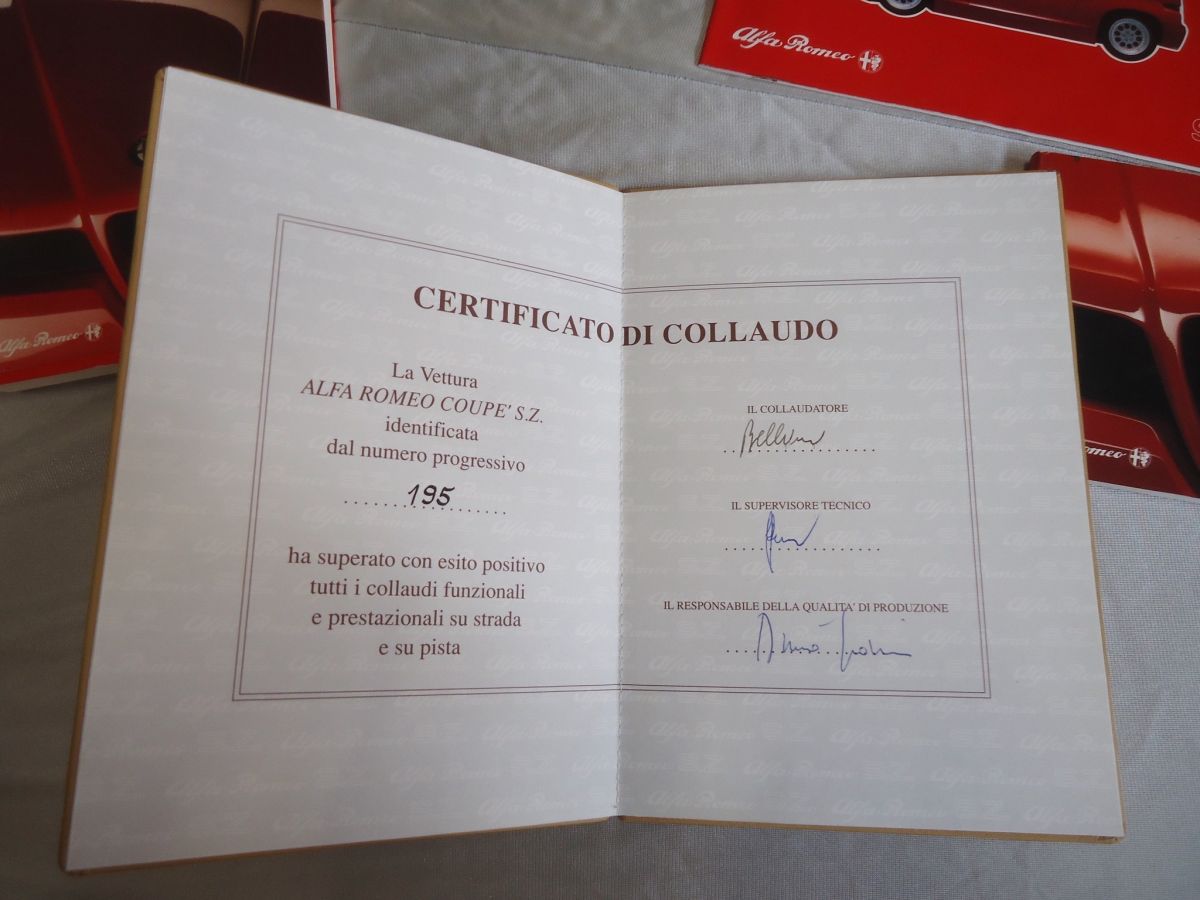 Alfa Romeo
Alfa Romeo
CERTIFICATO DI COLLAUDO
La Vettura
ALFA ROMEO COUPE' S.Z.
identificata
dal numero progressivo
195
ha superato con esito positivo
tutti i collaudi funzionali
e prestazionali su strada
e su pista
IL COLLAUDATORE
IL SUPERVISORE TECNICO
IL RESPONSABILE DELLA QUALITA' DI PRODUZIONE
Romeo